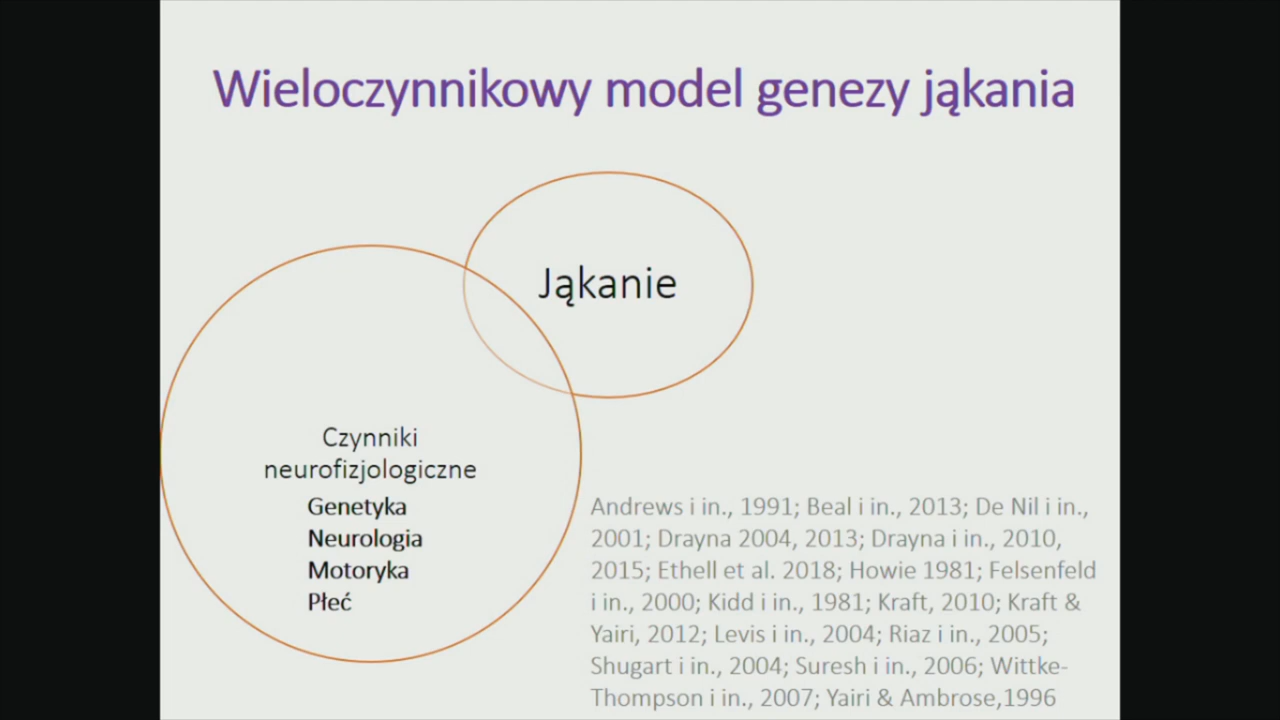 Wieloczynnikowy model genezy jąkania
Jąkanie
Czynniki
neurofizjologiczne
Genetyka
Neurologia
Motoryka
Płeć
Andrews i in., 1991; Beal i in., 2013; De Nil i in.,
2001; Drayna 2004, 2013; Drayna i in., 2010,
2015; Ethell et al. 2018; Howie 1981; Felsenfeld
i in., 2000; Kidd i in., 1981; Kraft, 2010; Kraft &
Yairi, 2012; Levis i in., 2004; Riaz i in., 2005;
Shugart i in., 2004; Suresh i in., 2006; Wittke-
Thompson i in., 2007; Yairi & Ambrose,1996